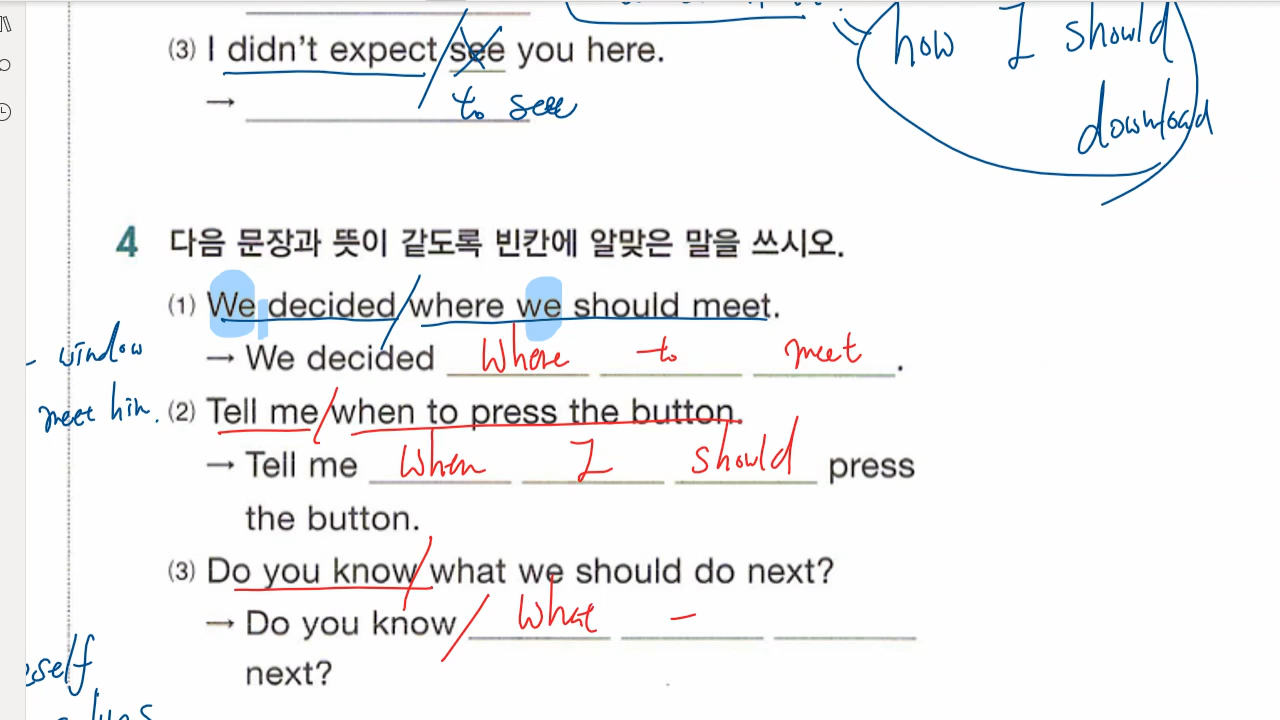 how I should
(3) I didn't expect / see you here.
download
→ to see
4 다음 문장과 뜻이 같도록 빈칸에 알맞은 말을 쓰시오.
(1) We decided / where we should meet.
window
→ We decided where to meet .
meet him. (2) Tell me / when to press the button.
→ Tell me when I should press
the button.
(3) Do you know / what we should do next?
→ Do you know / what
next?